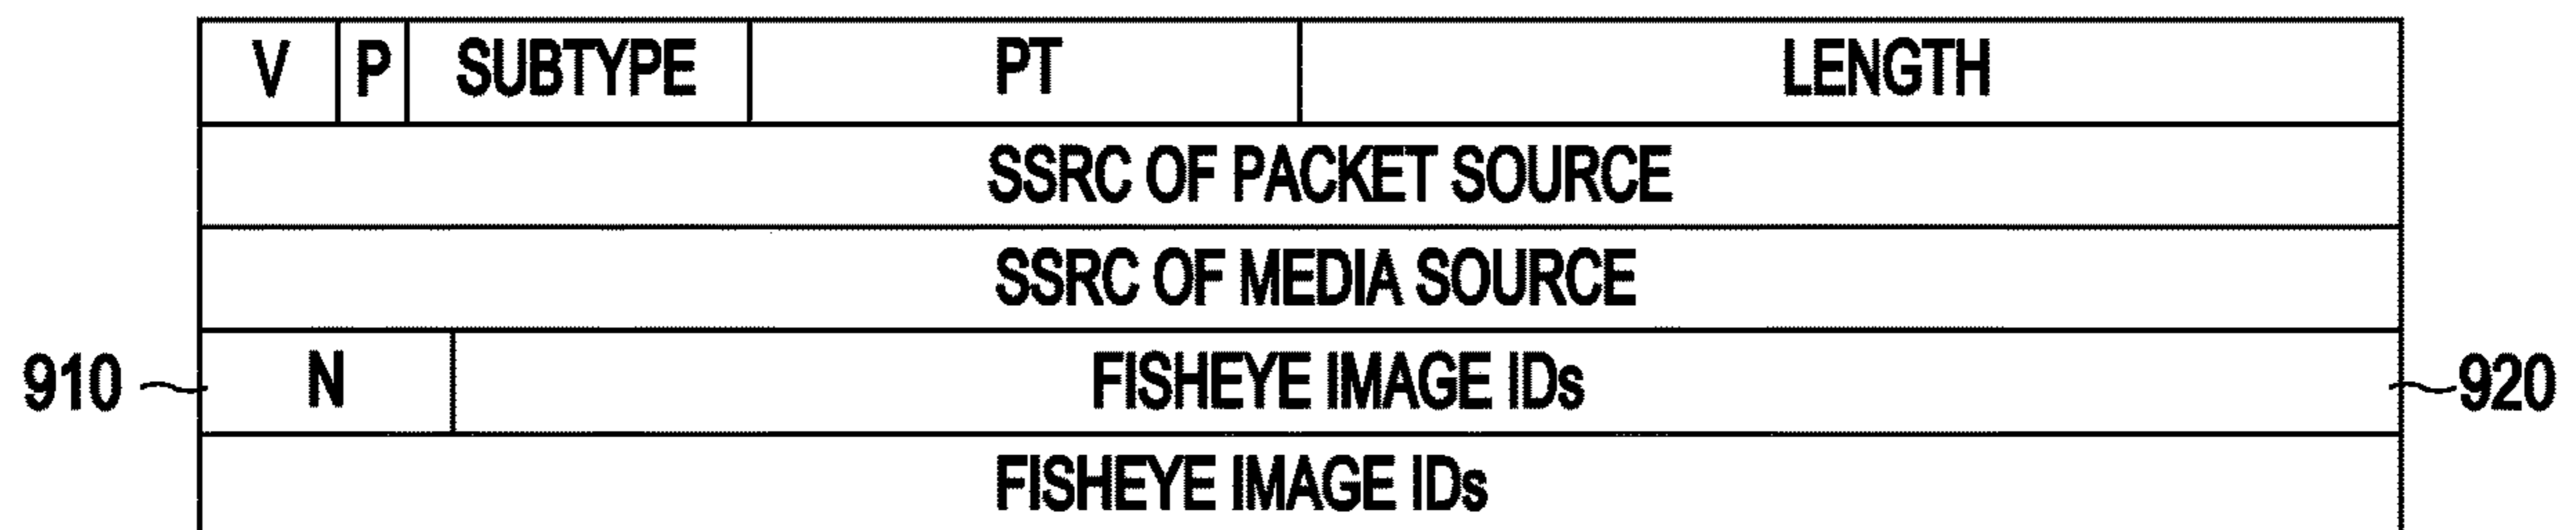 V P SUBTYPE PT LENGTH
SSRC OF PACKET SOURCE
SSRC OF MEDIA SOURCE
910 N FISHEYE IMAGE IDs 920
FISHEYE IMAGE IDs